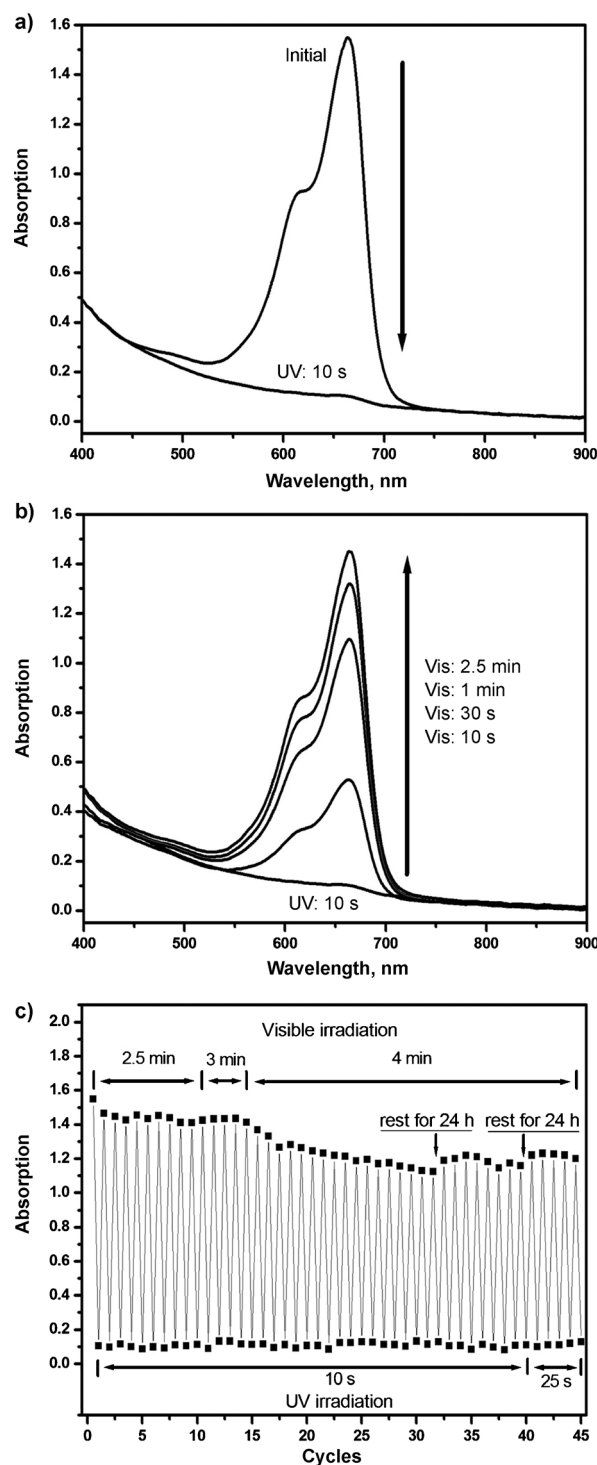 a)
1.6
1.4
1.2
1.0
0.8
0.6
0.4
0.2
0.0
Absorption
Initial
UV: 10 s
400 500 600 700 800 900
Wavelength, nm
b)
1.6
1.4
1.2
1.0
0.8
0.6
0.4
0.2
0.0
Absorption
Vis: 2.5 min
Vis: 1 min
Vis: 30 s
Vis: 10 s
UV: 10 s
400 500 600 700 800 900
Wavelength, nm
c)
2.0
1.8
1.6
1.4
1.2
1.0
0.8
0.6
0.4
0.2
0.0
Absorption
Visible irradiation
2.5 min 3 min 4 min
rest for 24 h rest for 24 h
10 s 25 s
UV irradiation
0 5 10 15 20 25 30 35 40 45
Cycles